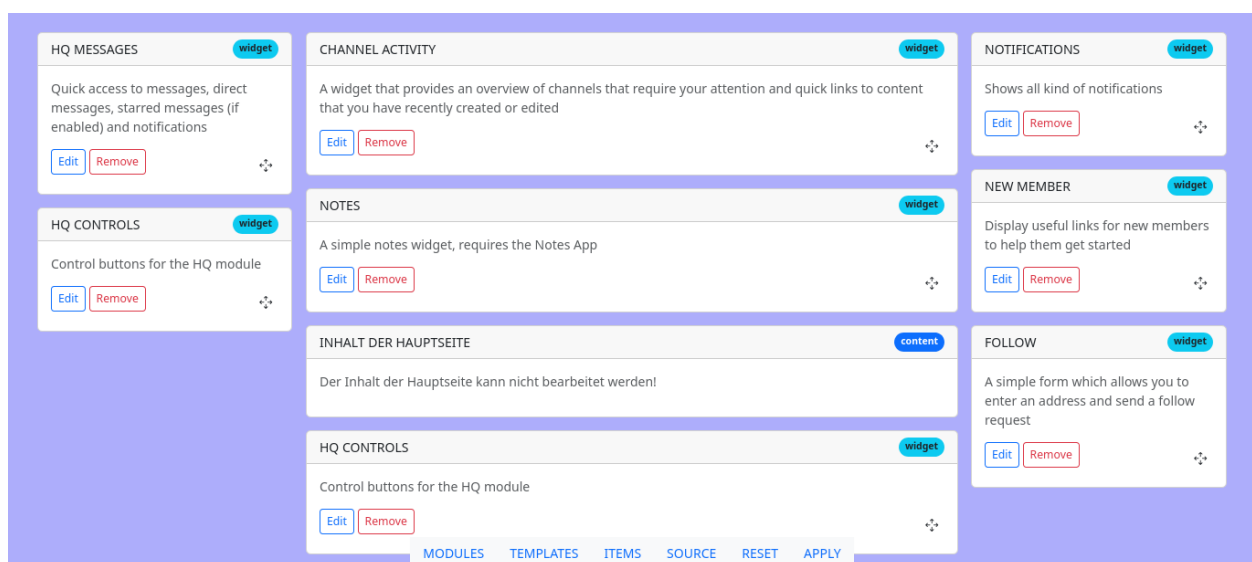 HQ MESSAGES widget
Quick access to messages, direct
messages, starred messages (if
enabled) and notifications
Edit Remove
HQ CONTROLS widget
Control buttons for the HQ module
Edit Remove
CHANNEL ACTIVITY widget
A widget that provides an overview of channels that require your attention and quick links to content
that you have recently created or edited
Edit Remove
NOTES widget
A simple notes widget, requires the Notes App
Edit Remove
INHALT DER HAUPTSEITE content
Der Inhalt der Hauptseite kann nicht bearbeitet werden!
HQ CONTROLS widget
Control buttons for the HQ module
Edit Remove
NOTIFICATIONS widget
Shows all kind of notifications
Edit Remove
NEW MEMBER widget
Display useful links for new members
to help them get started
Edit Remove
FOLLOW widget
A simple form which allows you to
enter an address and send a follow
request
Edit Remove
MODULES TEMPLATES ITEMS SOURCE RESET APPLY